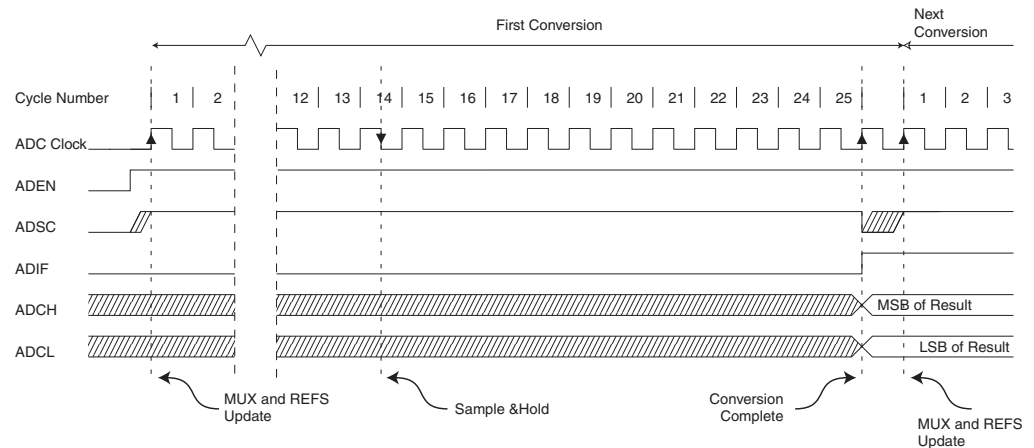 First Conversion
Next
Conversion
Cycle Number 1 2 12 13 14 15 16 17 18 19 20 21 22 23 24 25 1 2 3
ADC Clock
ADEN
ADSC
ADIF
ADCH MSB of Result
ADCL LSB of Result
MUX and REFS
Update
Sample &Hold
Conversion
Complete
MUX and REFS
Update